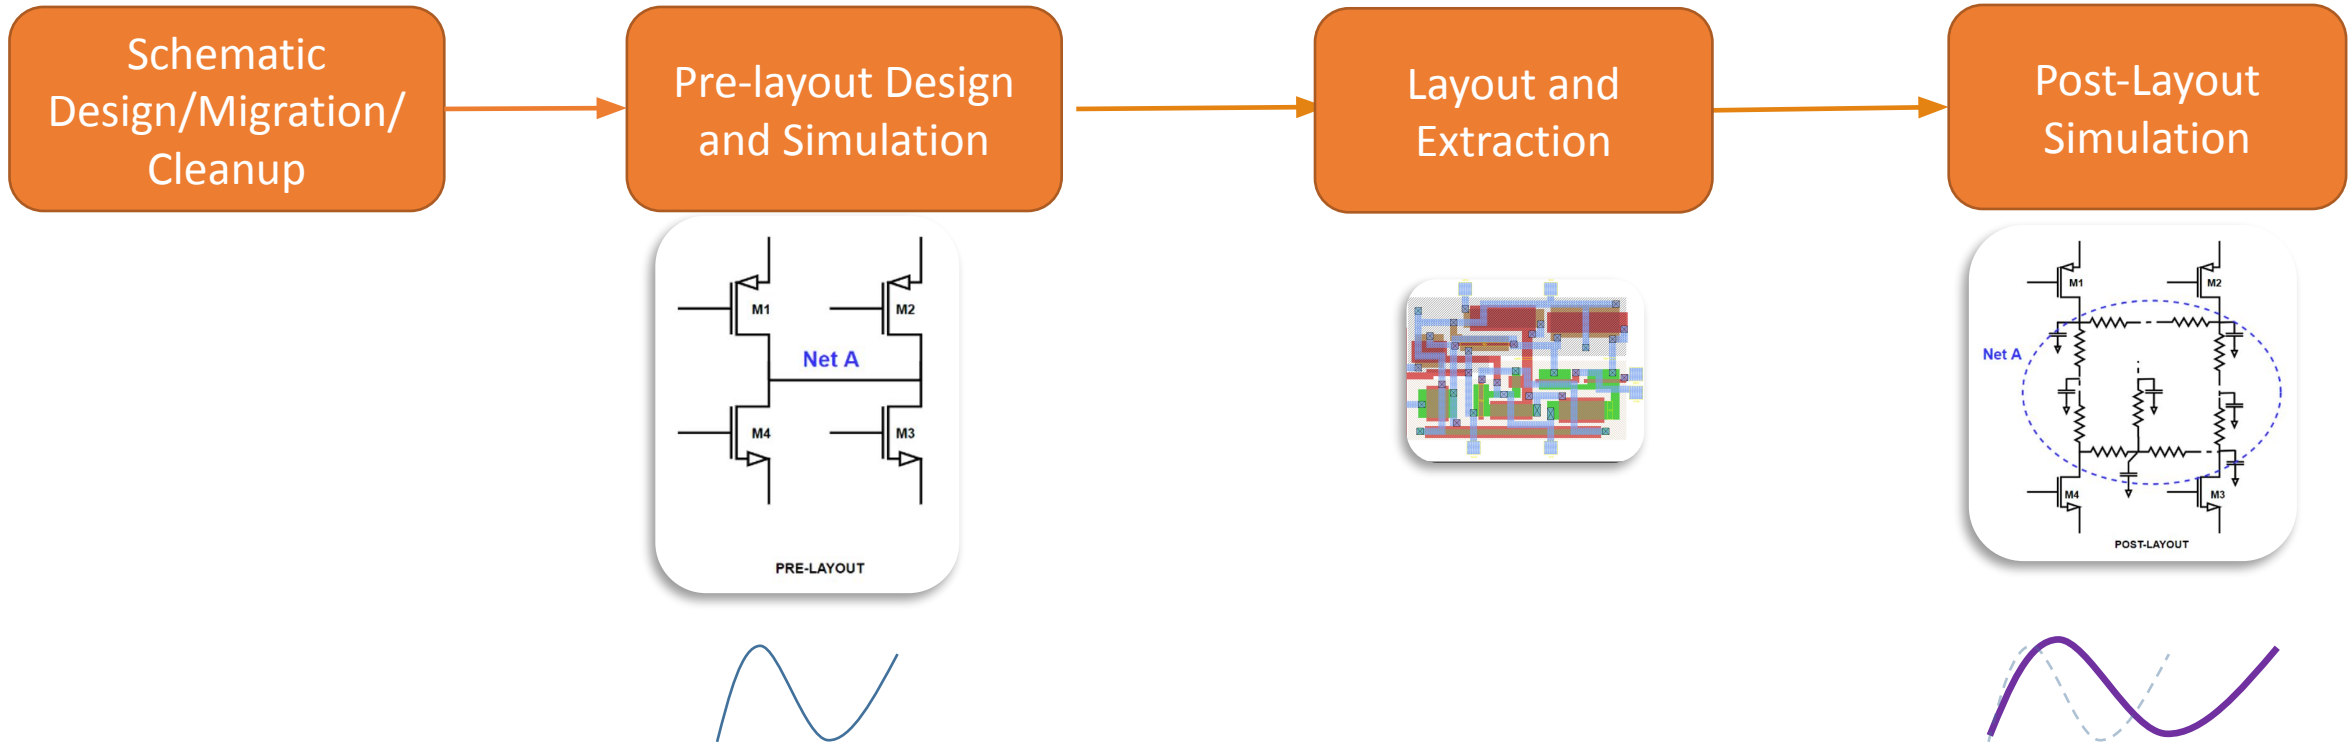 Schematic
Design/Migration/
Cleanup
Pre-layout Design
and Simulation
Layout and
Extraction
Post-Layout
Simulation
M1
M2
Net A
M4
M3
PRE-LAYOUT
M1
M2
Net A
M4
M3
POST-LAYOUT